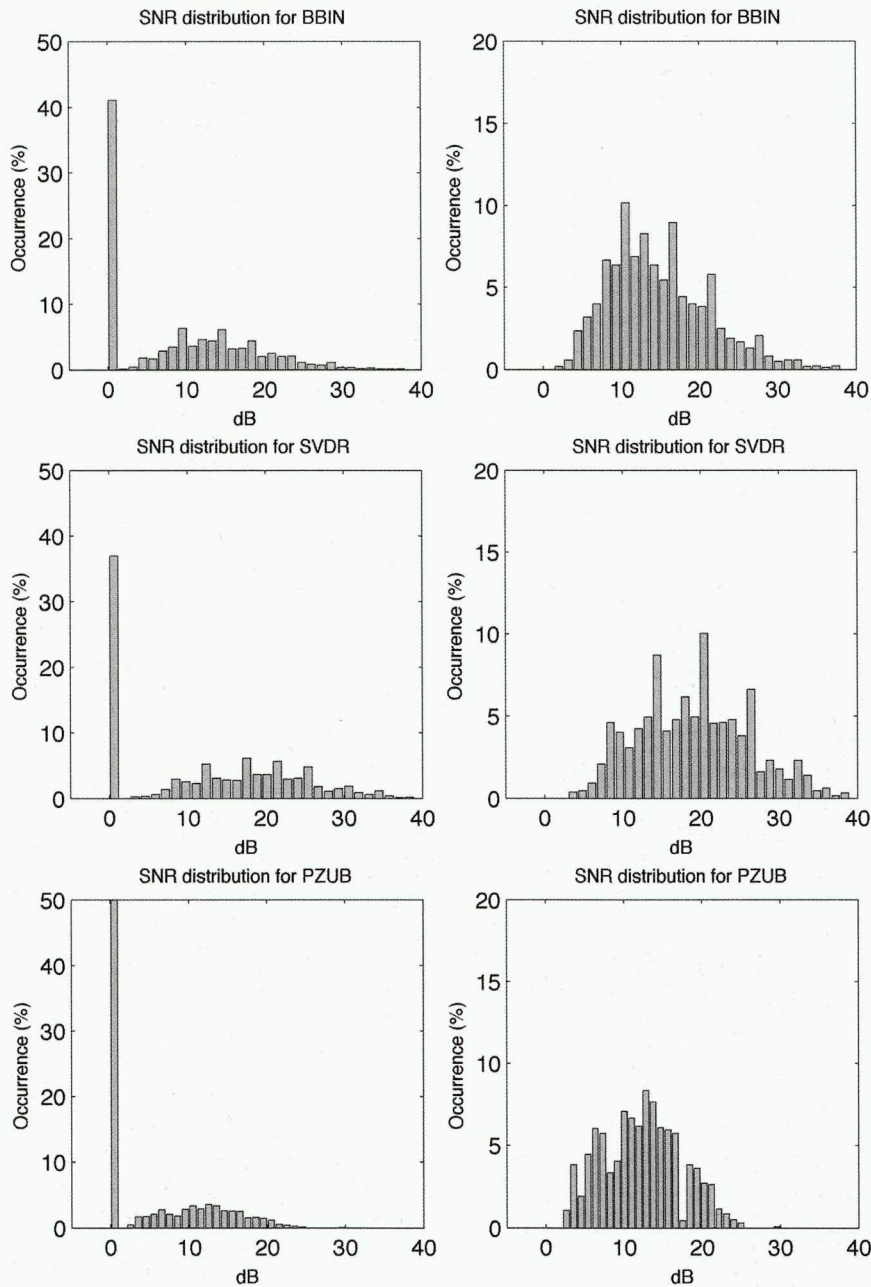 SNR distribution for BBIN
50
40
30
20
10
0
Occurrence (%)
0 10 20 30 40
dB
SNR distribution for BBIN
20
15
10
5
0
Occurrence (%)
0 10 20 30 40
dB
SNR distribution for SVDR
50
40
30
20
10
0
Occurrence (%)
0 10 20 30 40
dB
SNR distribution for SVDR
20
15
10
5
0
Occurrence (%)
0 10 20 30 40
dB
SNR distribution for PZUB
50
40
30
20
10
0
Occurrence (%)
0 10 20 30 40
dB
SNR distribution for PZUB
20
15
10
5
0
Occurrence (%)
0 10 20 30 40
dB